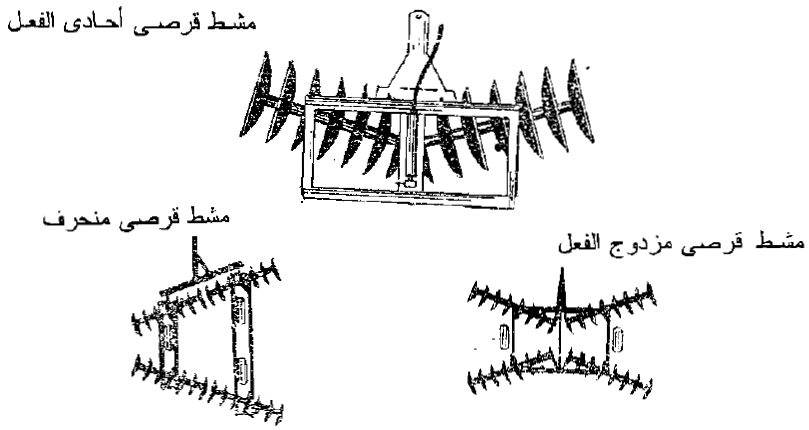 مشط قرصى أحادى الفعل
مشط قرصى منحرف
مشط قرصى مزدوج الفعل